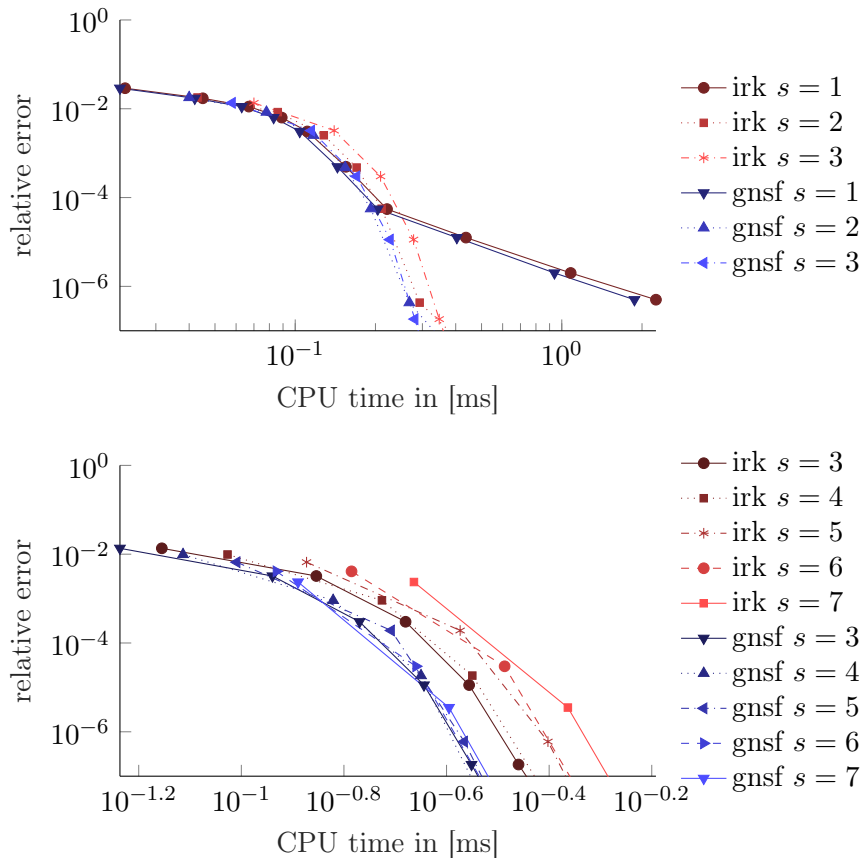 10^0
10^−2
10^−4
10^−6
relative error
10^−1
10^0
CPU time in [ms]
irk s = 1
irk s = 2
irk s = 3
gnsf s = 1
gnsf s = 2
gnsf s = 3
10^0
10^−2
10^−4
10^−6
relative error
10^−1.2
10^−1
10^−0.8
10^−0.6
10^−0.4
10^−0.2
CPU time in [ms]
irk s = 3
irk s = 4
irk s = 5
irk s = 6
irk s = 7
gnsf s = 3
gnsf s = 4
gnsf s = 5
gnsf s = 6
gnsf s = 7